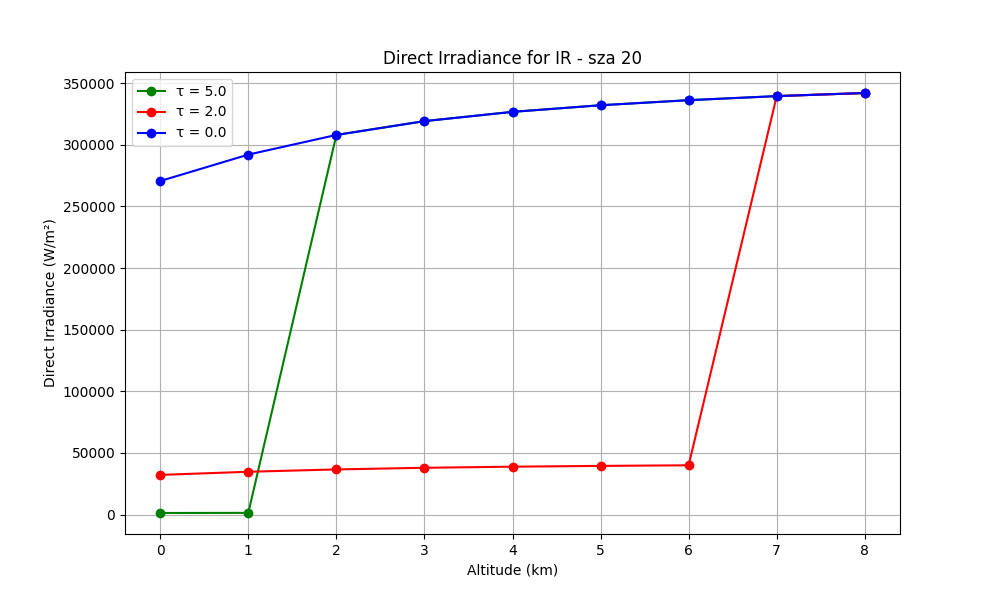 Direct Irradiance for IR - sza 20
τ = 5.0
τ = 2.0
τ = 0.0
350000
300000
250000
200000
150000
100000
50000
0
Direct Irradiance (W/m²)
0 1 2 3 4 5 6 7 8
Altitude (km)